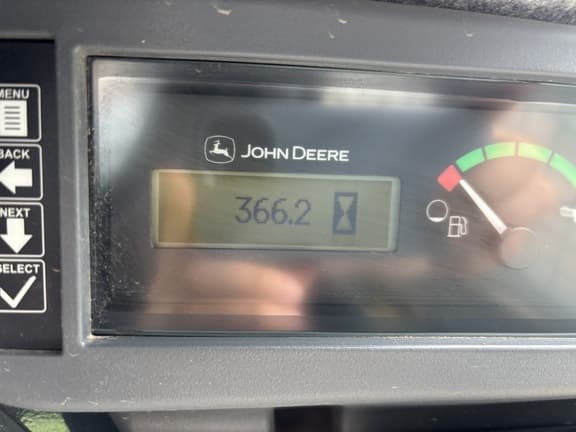 MENU
BACK
NEXT
SELECT
JOHN DEERE
366.2